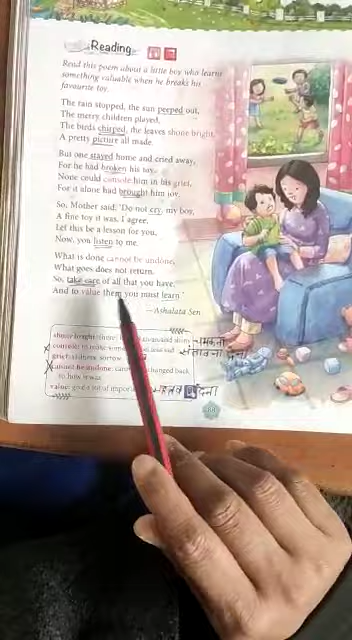 Reading
Read this poem about a little boy who learns
something valuable when he breaks his
favourite toy.
The rain stopped, the sun peeped out,
The merry children played,
The birds chirped, the leaves shone bright,
A pretty picture all made.
But one stayed home and cried away,
For he had broken his toy.
None could console him in his grief,
For it alone had brought him joy.
So, Mother said, 'Do not cry, my boy,
A fine toy it was, I agree.
Let this be a lesson for you,
Now, you listen to me.
What is done cannot be undone,
What goes does not return.
So, take care of all that you have,
And to value them you must learn.'
—Ashalata Sen
shone bright: and shiny चमकना
console: to make some सांतावना देना
grief: sorrow
cannot be undone: changed back
to how it was
value: give a lot of महत्व देना